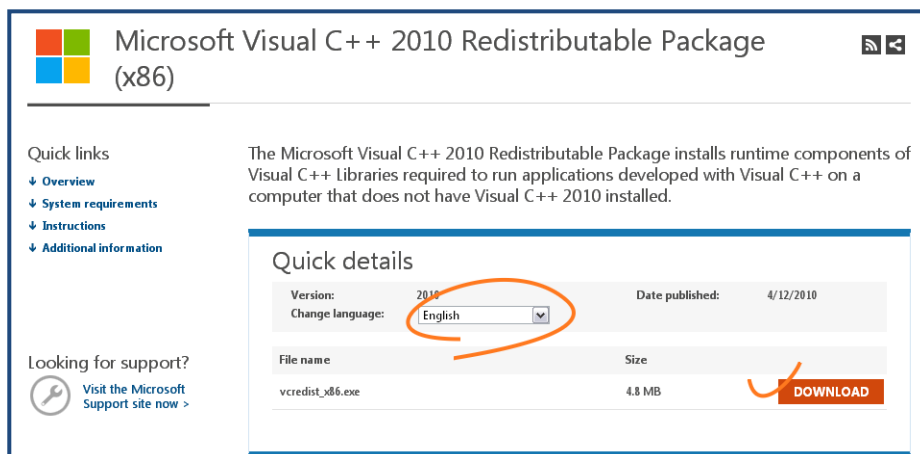 Microsoft Visual C++ 2010 Redistributable Package
(x86)
Quick links
Overview
System requirements
Instructions
Additional information
Looking for support?
Visit the Microsoft
Support site now >
The Microsoft Visual C++ 2010 Redistributable Package installs runtime components of
Visual C++ Libraries required to run applications developed with Visual C++ on a
computer that does not have Visual C++ 2010 installed.
Quick details
Version: 2010 Date published: 4/12/2010
Change language: English
File name Size
vcredist_x86.exe 4.8 MB DOWNLOAD